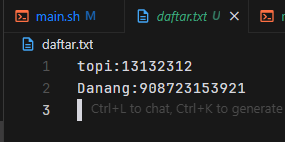 main.sh M daftar.txt U
daftar.txt
1 topi:13132312
2 Danang:908723153921
3 Ctrl+L to chat, Ctrl+K to generate